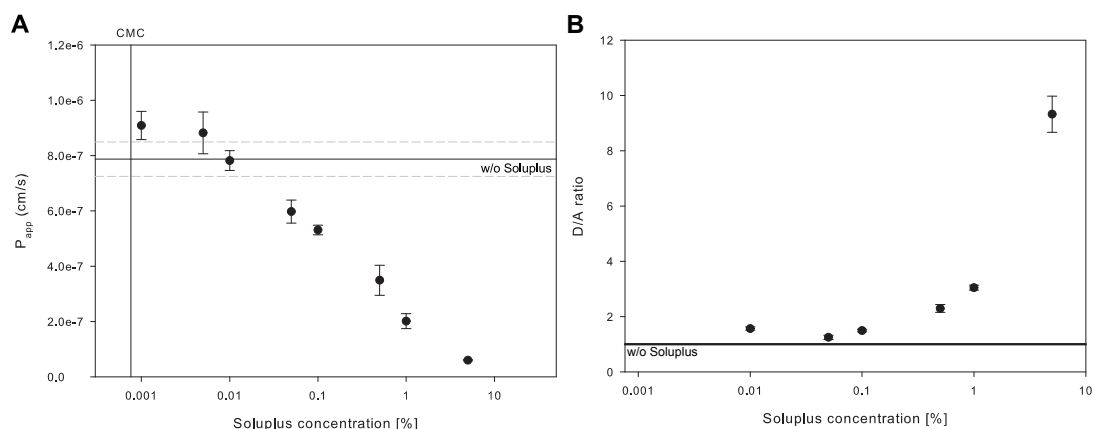 A
CMC
1,2e-6
1,0e-6
8,0e-7
6,0e-7
4,0e-7
2,0e-7
0,0
P_app (cm/s)
w/o Soluplus
0.001 0.01 0.1 1 10
Soluplus concentration [%]
B
12
10
8
6
4
2
0
D/A ratio
w/o Soluplus
0.001 0.01 0.1 1 10
Soluplus concentration [%]